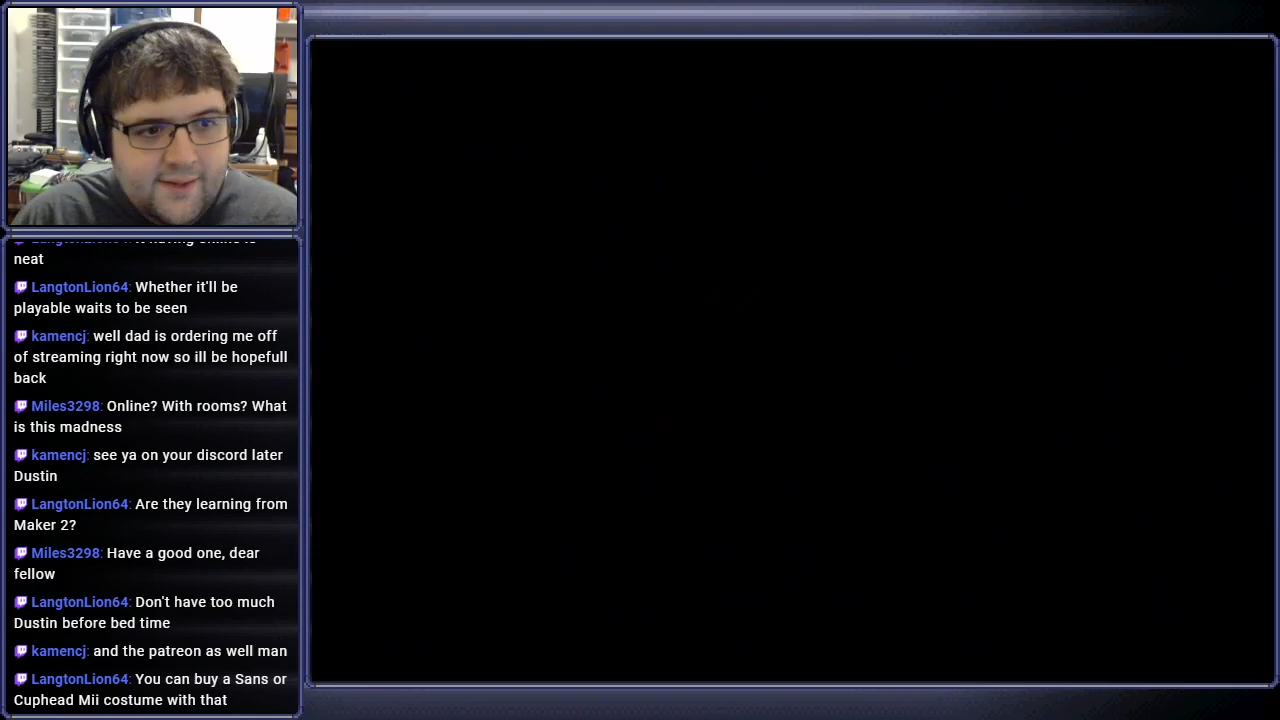 neat
LangtonLion64: Whether it'll be
playable waits to be seen
kamencj: well dad is ordering me off
of streaming right now so ill be hopefull
back
Miles3298: Online? With rooms? What
is this madness
kamencj: see ya on your discord later
Dustin
LangtonLion64: Are they learning from
Maker 2?
Miles3298: Have a good one, dear
fellow
LangtonLion64: Don't have too much
Dustin before bed time
kamencj: and the patreon as well man
LangtonLion64: You can buy a Sans or
Cuphead Mii costume with that